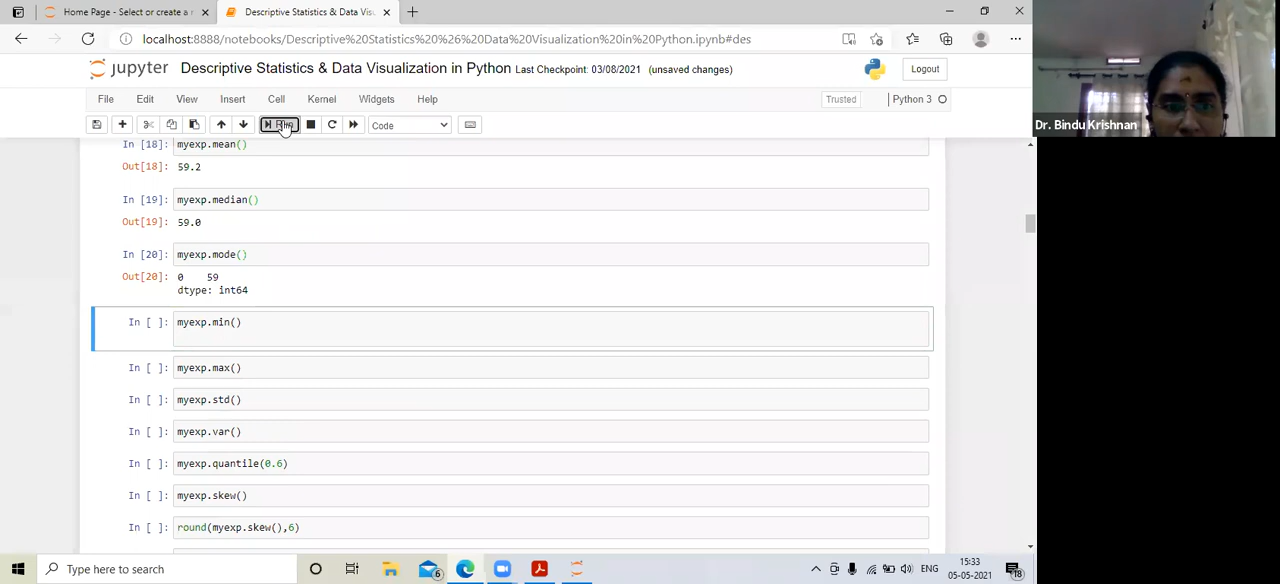 Home Page - Select or create a n
Descriptive Statistics & Data Visu
localhost:8888/notebooks/Descriptive%20Statistics%20%26%20Data%20Visualization%20in%20Python.ipynb#des
jupyter Descriptive Statistics & Data Visualization in Python Last Checkpoint: 03/08/2021 (unsaved changes)
Logout
File Edit View Insert Cell Kernel Widgets Help
Trusted
Python 3
Run
Code
Dr. Bindu Krishnan
In [18]: myexp.mean()
Out[18]: 59.2
In [19]: myexp.median()
Out[19]: 59.0
In [20]: myexp.mode()
Out[20]: 0 59
dtype: int64
In [ ]: myexp.min()
In [ ]: myexp.max()
In [ ]: myexp.std()
In [ ]: myexp.var()
In [ ]: myexp.quantile(0.6)
In [ ]: myexp.skew()
In [ ]: round(myexp.skew(),6)
Type here to search
6
ENG
15:33
05-05-2021
18